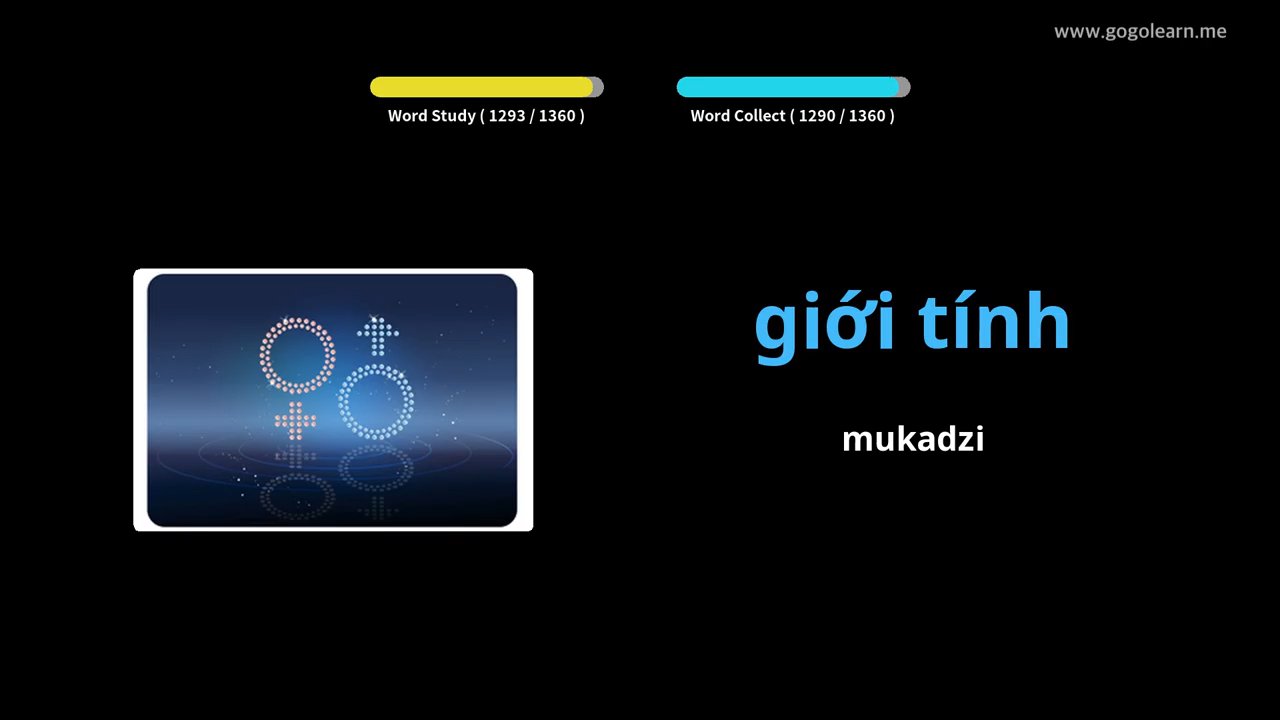 www.gogolearn.me
Word Study ( 1293 / 1360 )
Word Collect ( 1290 / 1360 )
giới tính
mukadzi